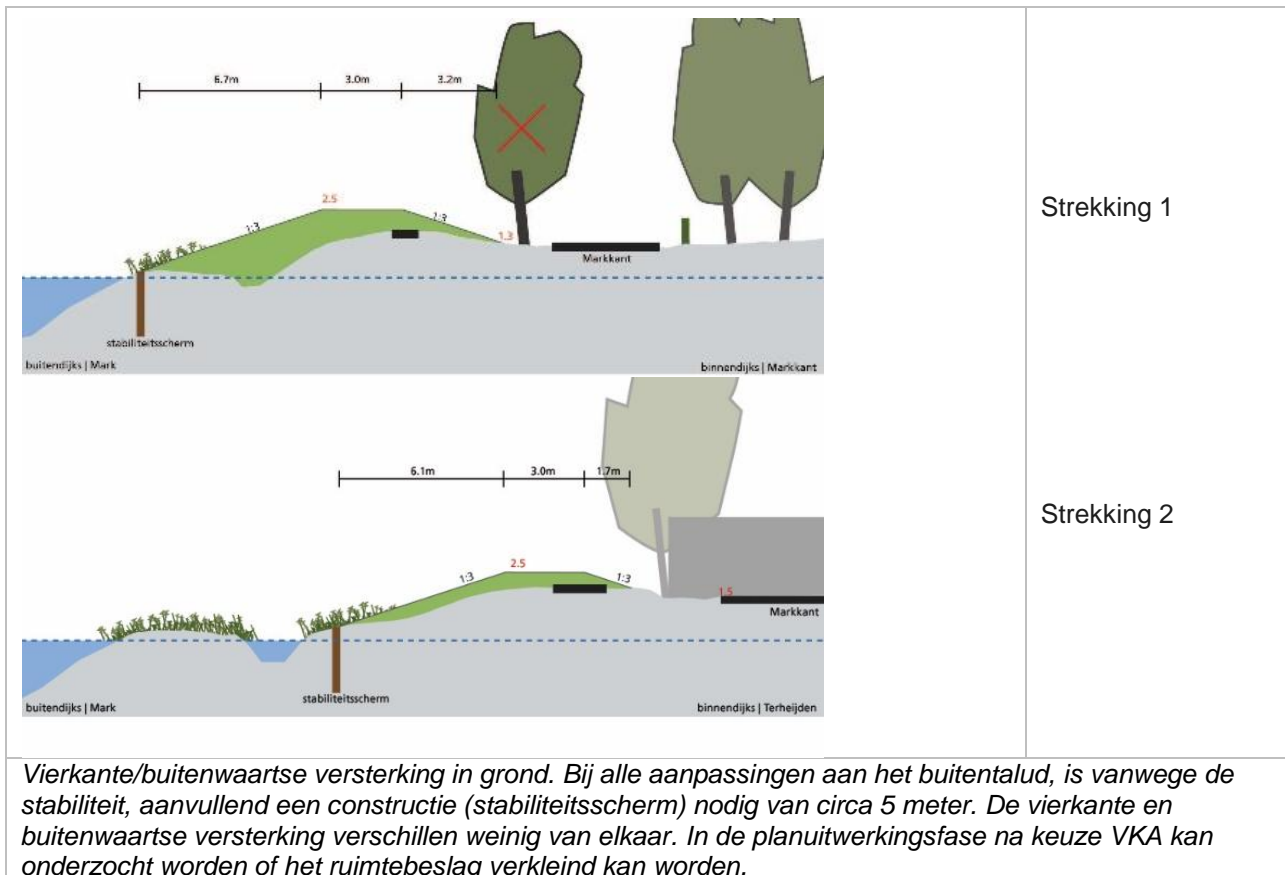 6.7m 3.0m 3.2m
2.5
1:3 1:3
1.3
Markkant
stabiliteitsscherm
buitendijks | Mark binnendijks | Markkant
Strekking 1
6.1m 3.0m 1.7m
2.5
1:3 1:3
1.5
Markkant
stabiliteitsscherm
buitendijks | Mark binnendijks | Terheijden
Strekking 2
Vierkante/buitenwaartse versterking in grond. Bij alle aanpassingen aan het buitentalud, is vanwege de
stabiliteit, aanvullend een constructie (stabiliteitsscherm) nodig van circa 5 meter. De vierkante en
buitenwaartse versterking verschillen weinig van elkaar. In de planuitwerkingsfase na keuze VKA kan
onderzocht worden of het ruimtebeslag verkleind kan worden.